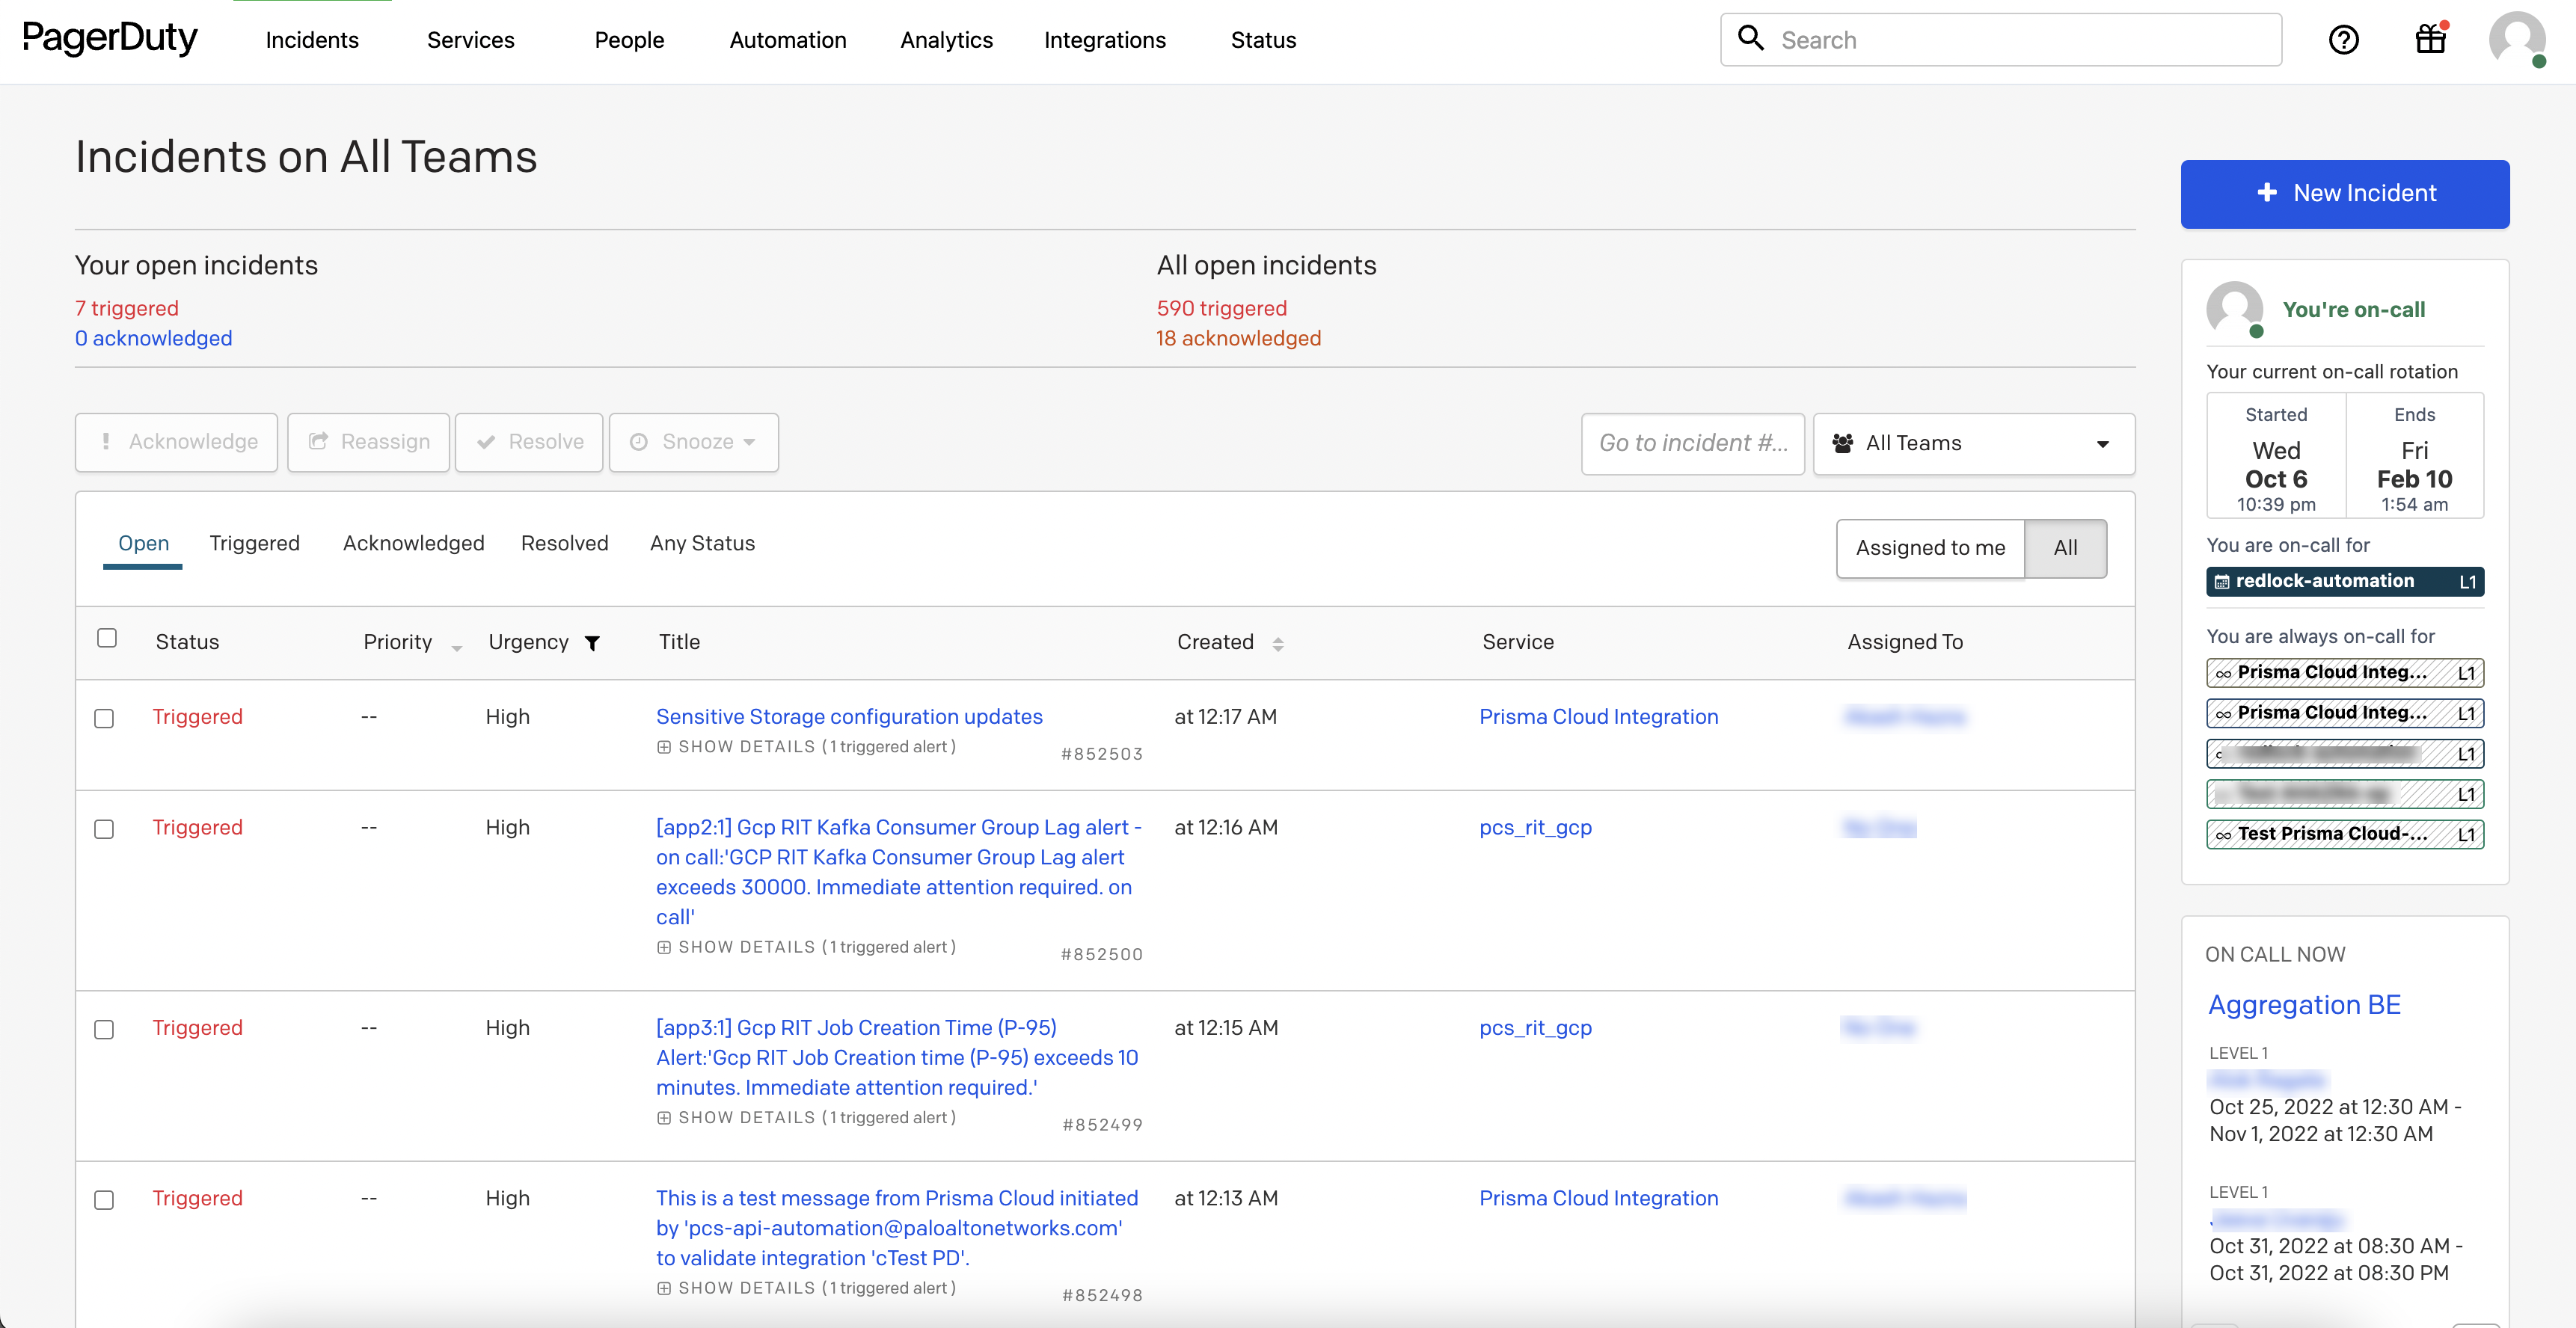 PagerDuty
Incidents
Services
People
Automation
Analytics
Integrations
Status
Search
Incidents on All Teams
New Incident
Your open incidents
7 triggered
0 acknowledged
All open incidents
590 triggered
18 acknowledged
Acknowledge
Reassign
Resolve
Snooze
Go to incident #...
All Teams
Open
Triggered
Acknowledged
Resolved
Any Status
Assigned to me
All
Status
Priority
Urgency
Title
Created
Service
Assigned To
Triggered
--
High
Sensitive Storage configuration updates
SHOW DETAILS (1 triggered alert)
#852503
at 12:17 AM
Prisma Cloud Integration
Triggered
--
High
[app2:1] Gcp RIT Kafka Consumer Group Lag alert -
on call:'GCP RIT Kafka Consumer Group Lag alert
exceeds 30000. Immediate attention required. on
call'
SHOW DETAILS (1 triggered alert)
#852500
at 12:16 AM
pcs_rit_gcp
Triggered
--
High
[app3:1] Gcp RIT Job Creation Time (P-95)
Alert:'Gcp RIT Job Creation time (P-95) exceeds 10
minutes. Immediate attention required.'
SHOW DETAILS (1 triggered alert)
#852499
at 12:15 AM
pcs_rit_gcp
Triggered
--
High
This is a test message from Prisma Cloud initiated
by 'pcs-api-automation@paloaltonetworks.com'
to validate integration 'cTest PD'.
SHOW DETAILS (1 triggered alert)
#852498
at 12:13 AM
Prisma Cloud Integration
You're on-call
Your current on-call rotation
Started
Wed
Oct 6
10:39 pm
Ends
Fri
Feb 10
1:54 am
You are on-call for
redlock-automation L1
You are always on-call for
Prisma Cloud Integ... L1
Prisma Cloud Integ... L1
L1
L1
Test Prisma Cloud-... L1
ON CALL NOW
Aggregation BE
LEVEL 1
Oct 25, 2022 at 12:30 AM -
Nov 1, 2022 at 12:30 AM
LEVEL 1
Oct 31, 2022 at 08:30 AM -
Oct 31, 2022 at 08:30 PM